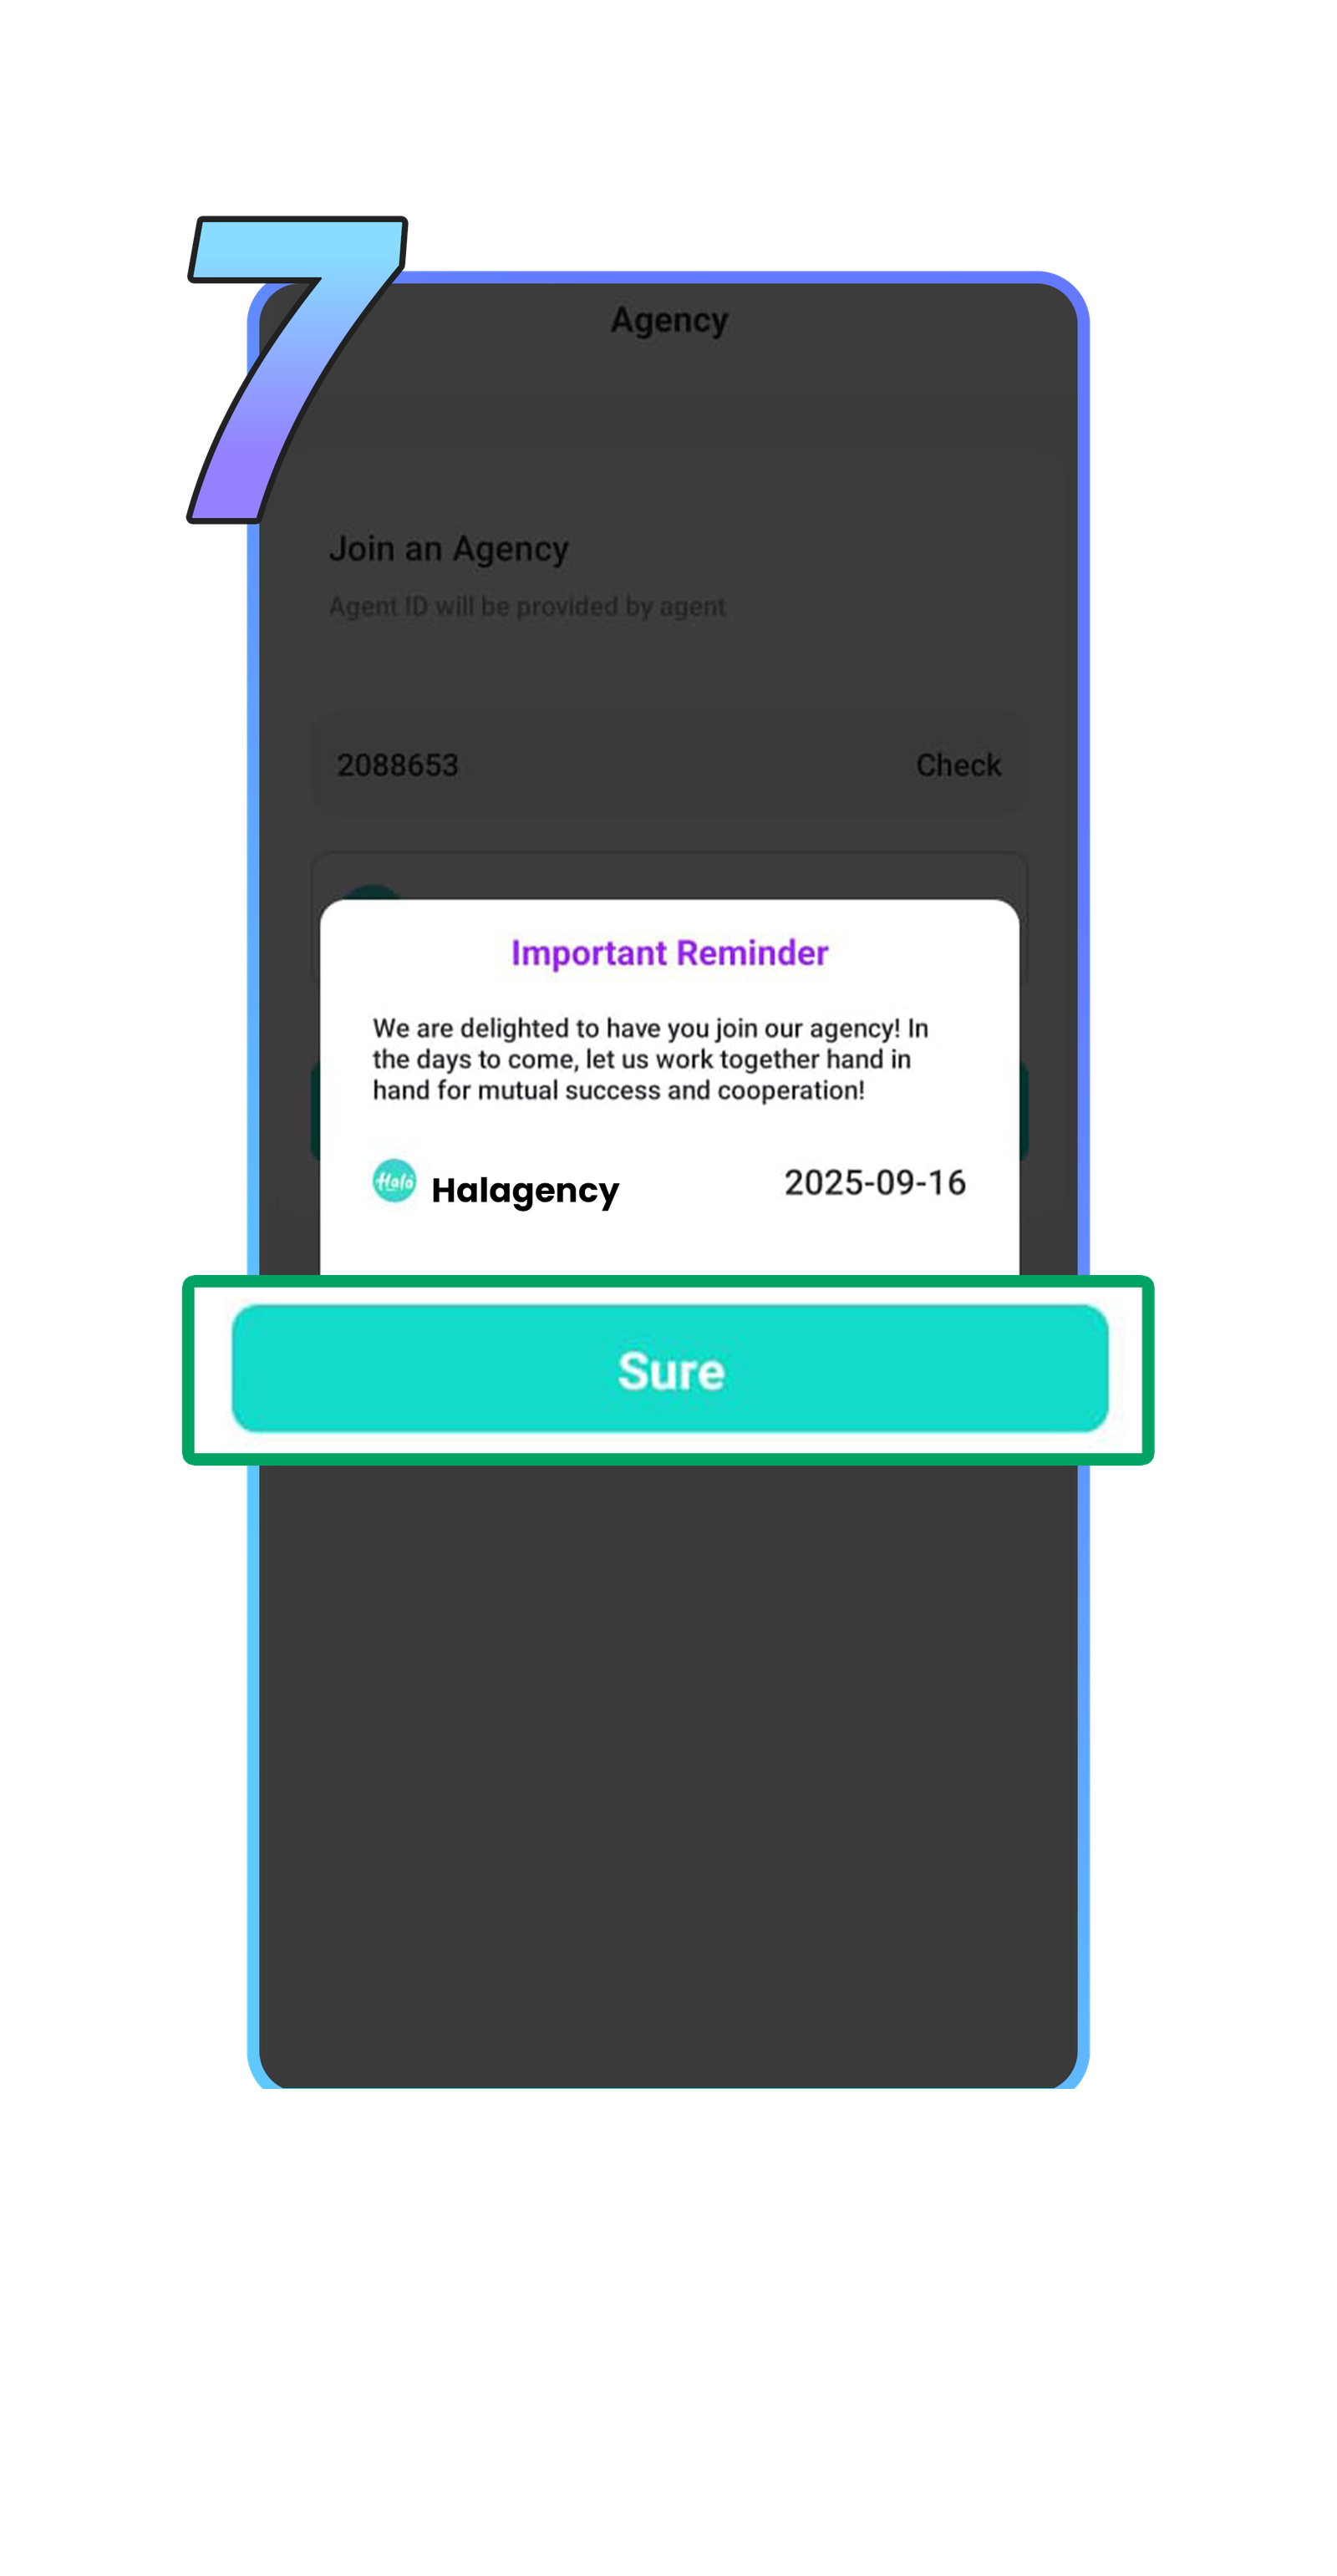 7
Agency
Join an Agency
Agent ID will be provided by agent
2088653 Check
Important Reminder
We are delighted to have you join our agency! In
the days to come, let us work together hand in
hand for mutual success and cooperation!
Halo Halagency 2025-09-16
Sure